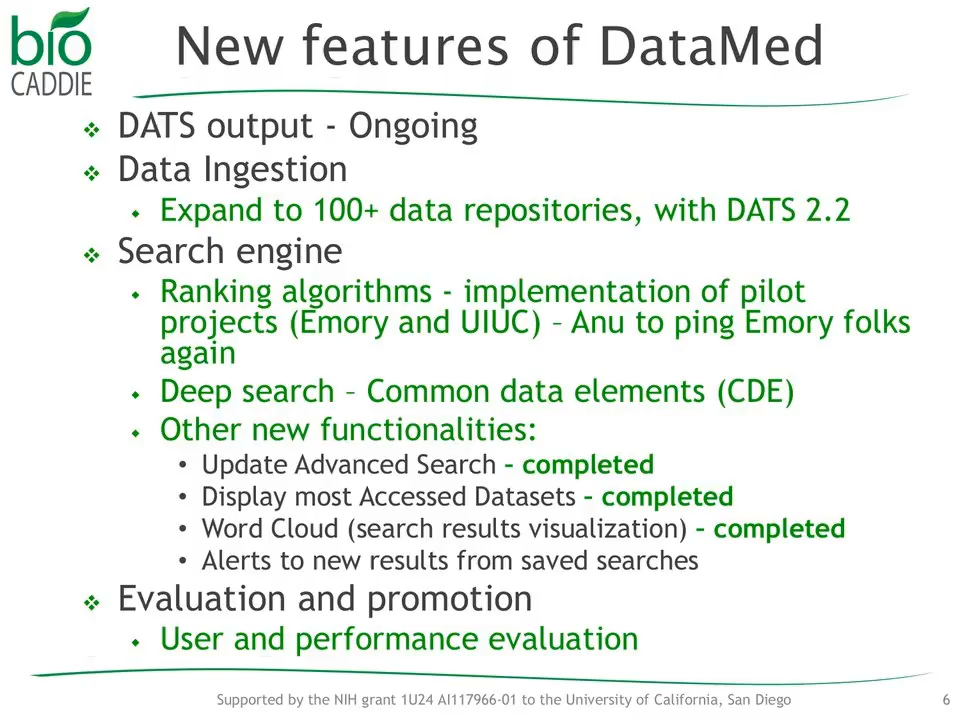 bio
CADDIE
New features of DataMed
❖ DATS output - Ongoing
❖ Data Ingestion
⬩ Expand to 100+ data repositories, with DATS 2.2
❖ Search engine
⬩ Ranking algorithms - implementation of pilot
projects (Emory and UIUC) – Anu to ping Emory folks
again
⬩ Deep search – Common data elements (CDE)
⬩ Other new functionalities:
• Update Advanced Search – completed
• Display most Accessed Datasets – completed
• Word Cloud (search results visualization) – completed
• Alerts to new results from saved searches
❖ Evaluation and promotion
⬩ User and performance evaluation
Supported by the NIH grant 1U24 AI117966-01 to the University of California, San Diego
6